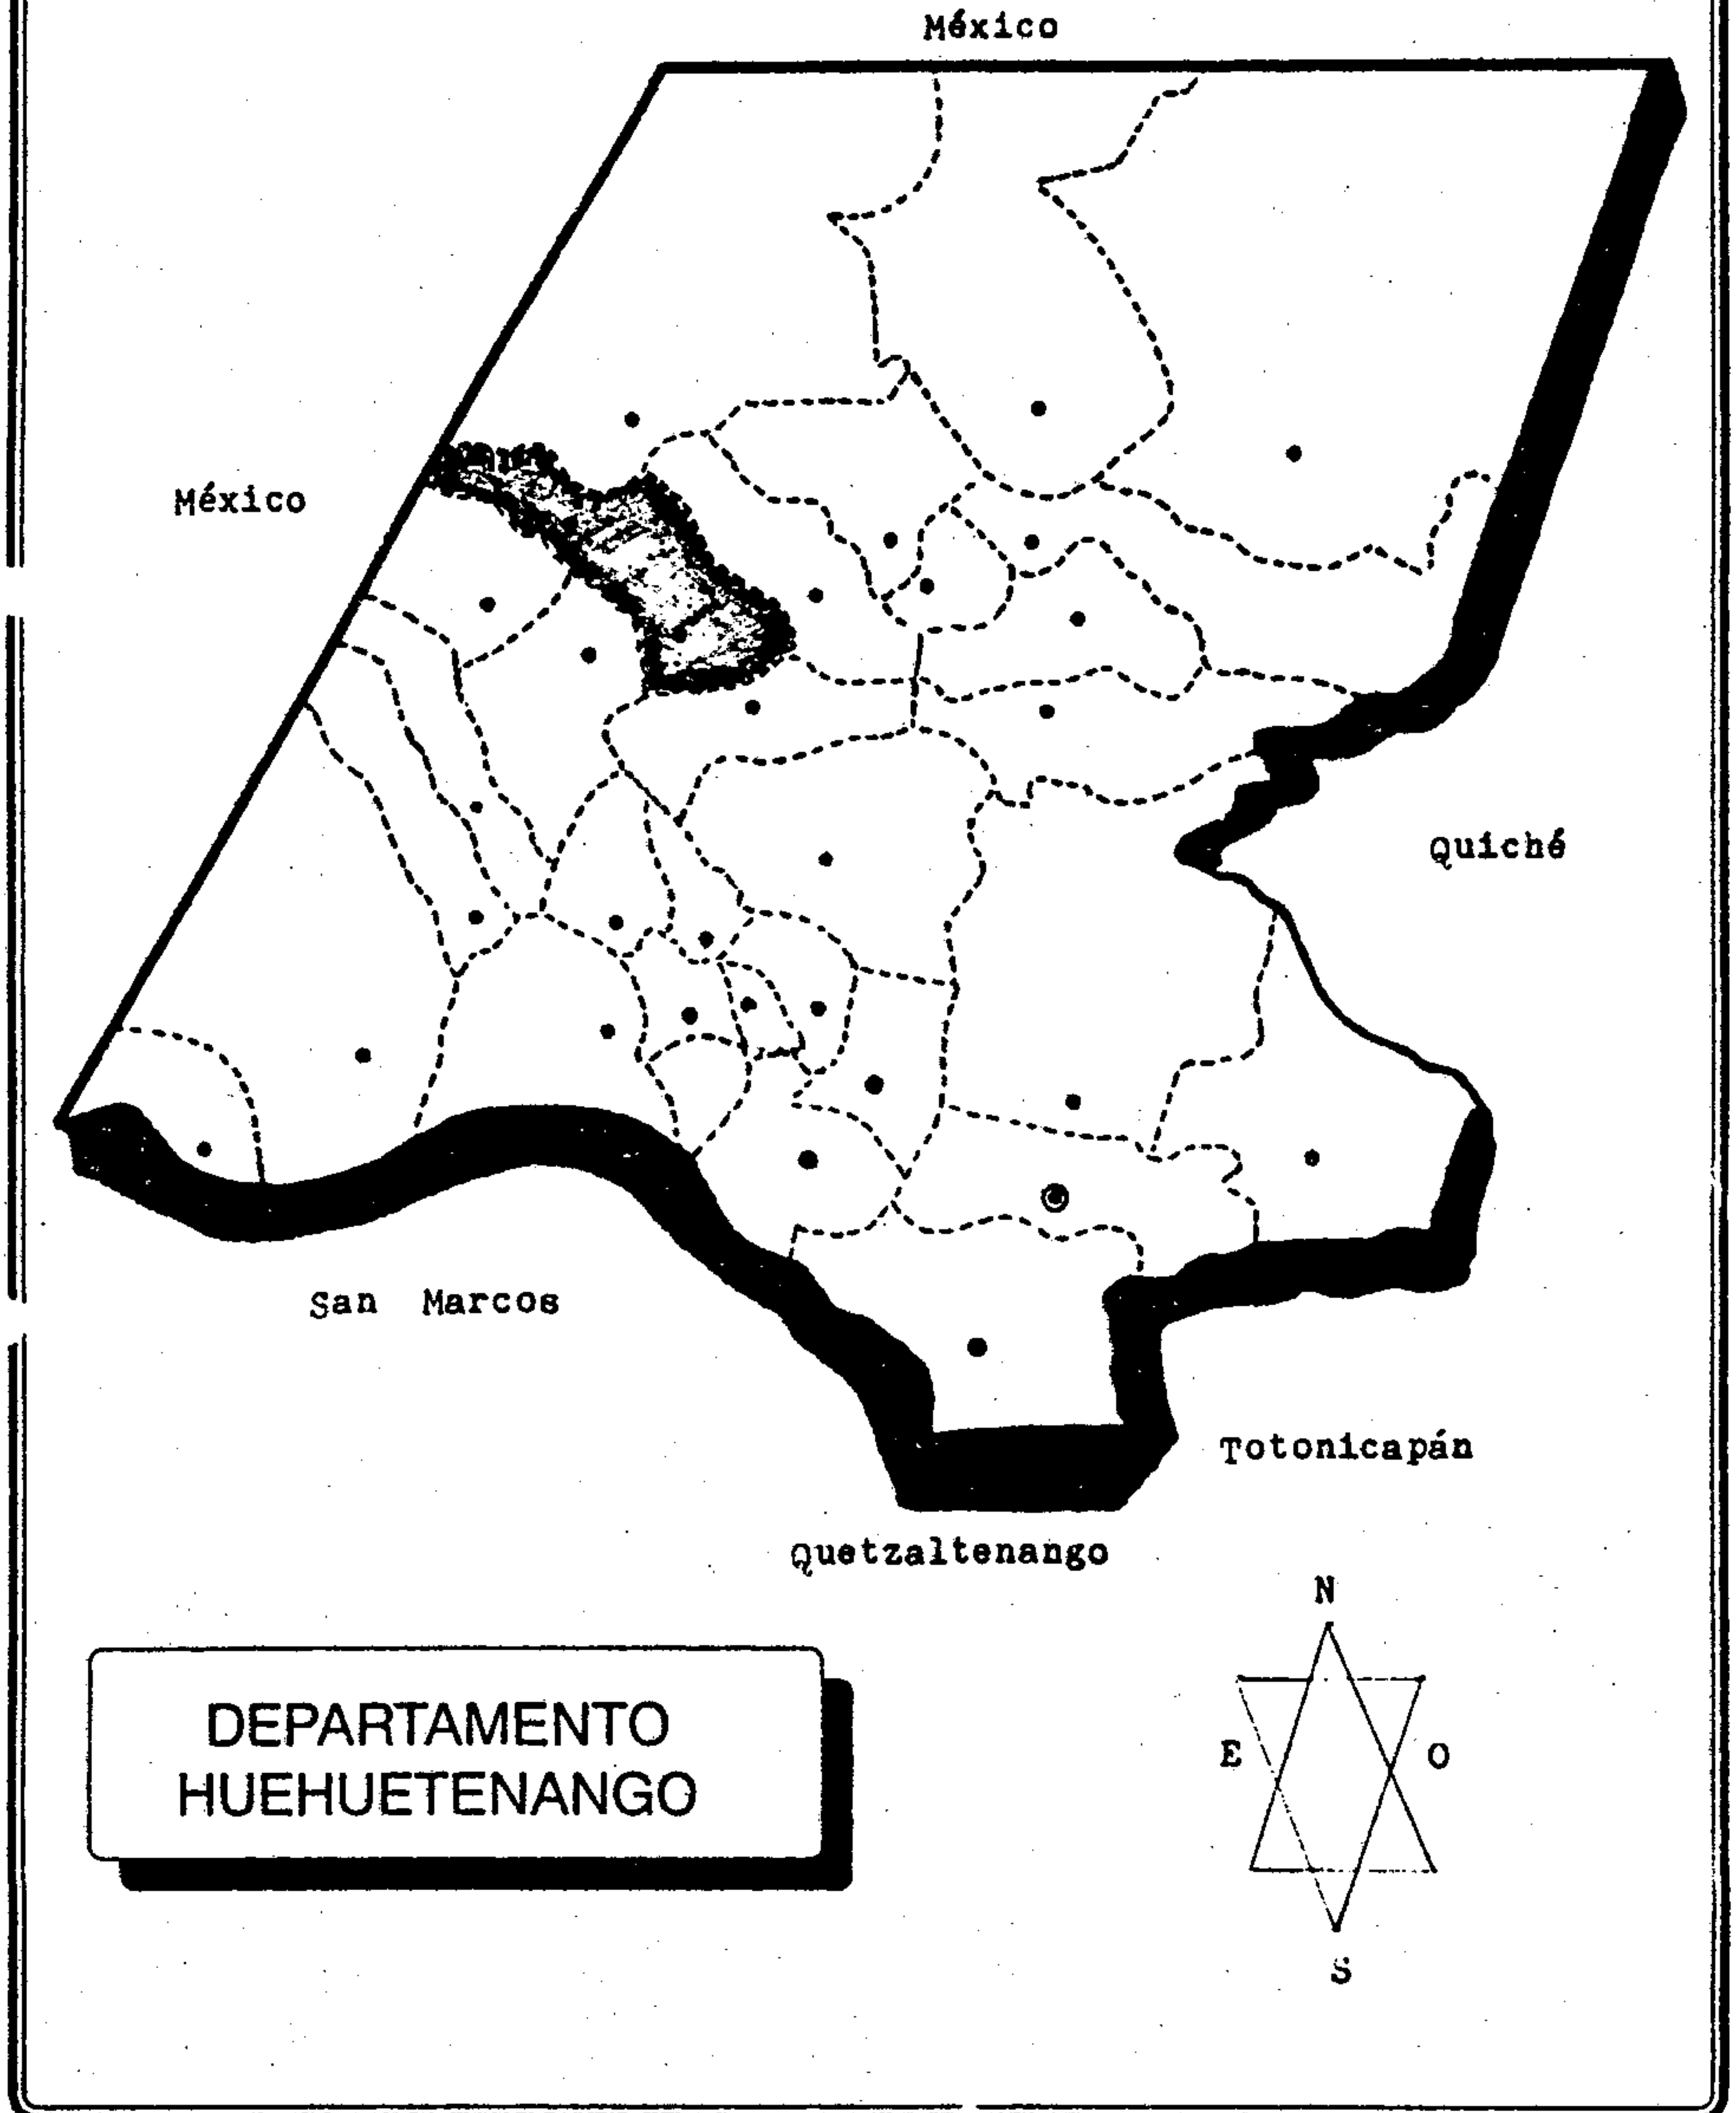 México
México
Quiché
San Marcos
Totonicapán
Quetzaltenango
N
E O
S
DEPARTAMENTO
HUEHUETENANGO